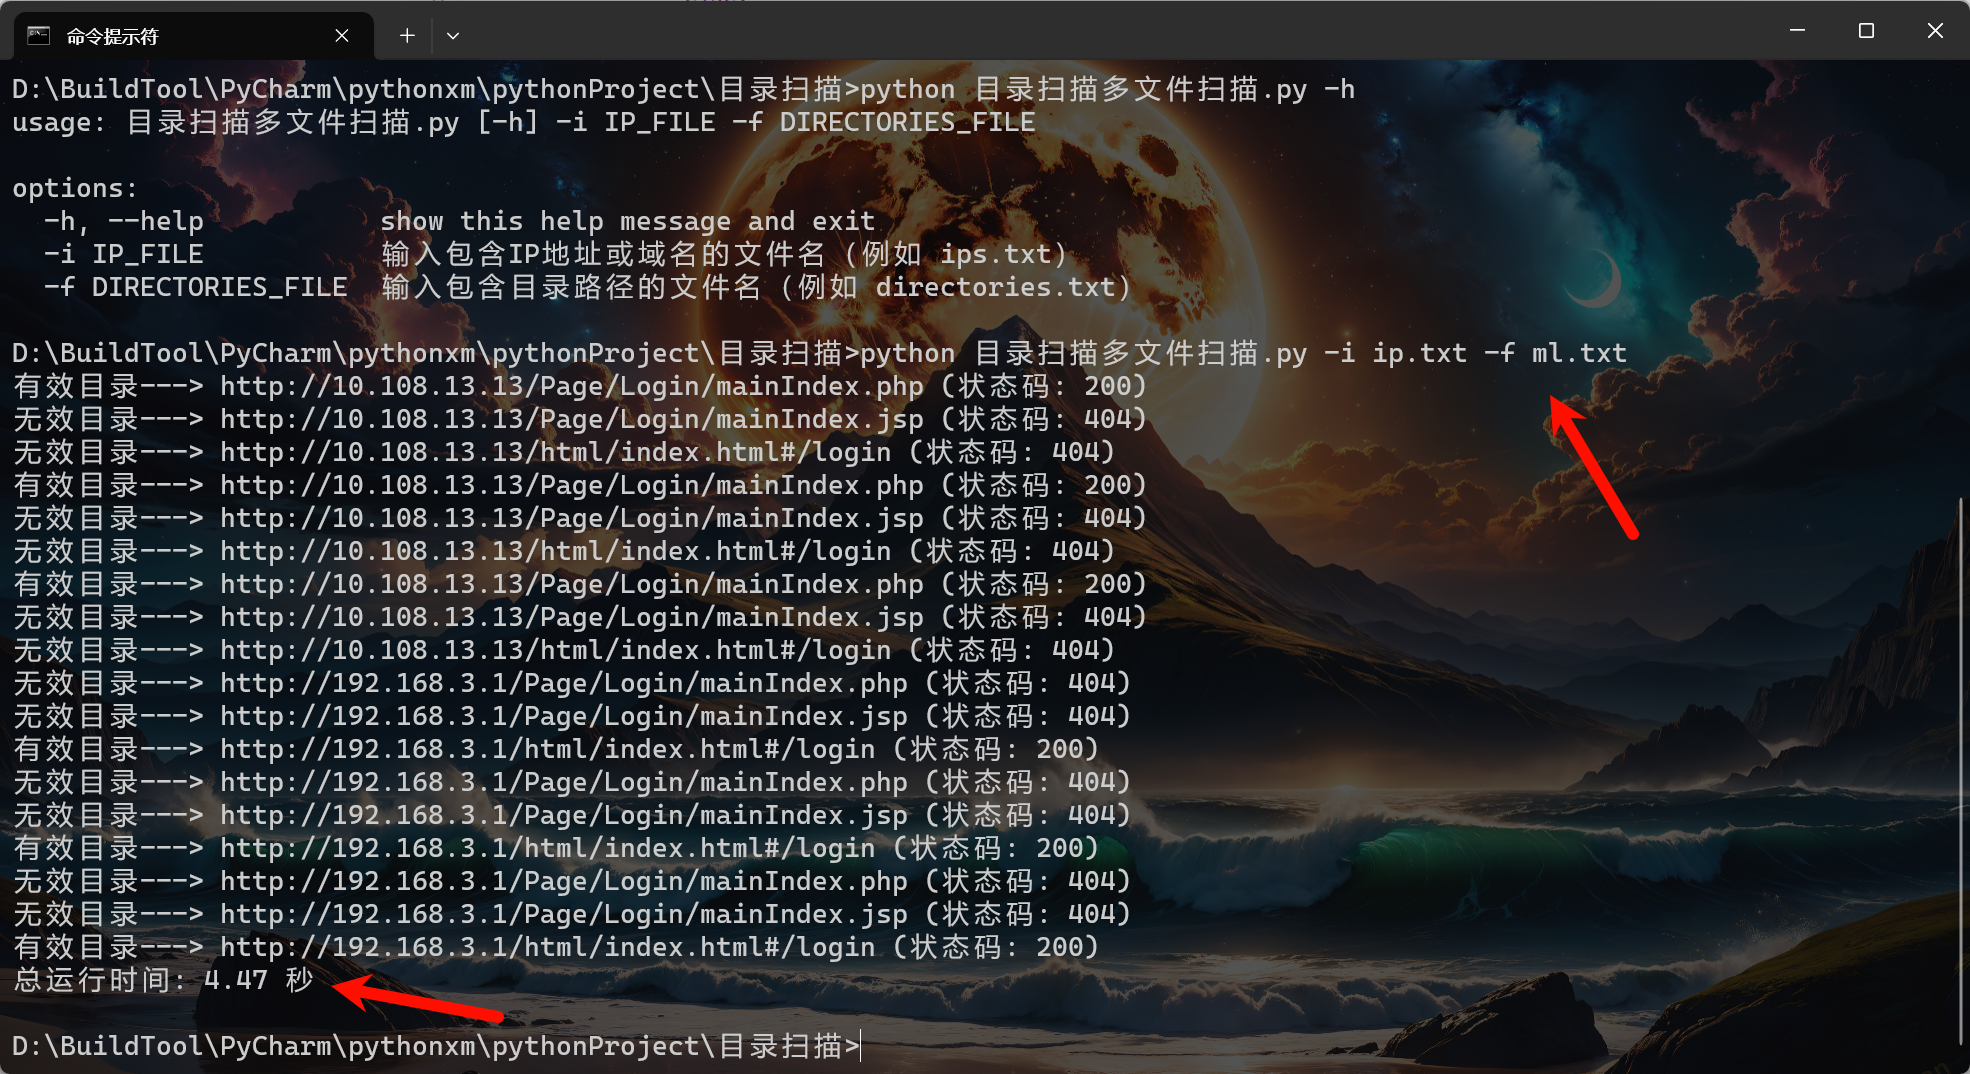 命令提示符
D:\BuildTool\PyCharm\pythonxm\pythonProject\目录扫描>python 目录扫描多文件扫描.py -h
usage: 目录扫描多文件扫描.py [-h] -i IP_FILE -f DIRECTORIES_FILE
options:
-h, --help show this help message and exit
-i IP_FILE 输入包含IP地址或域名的文件名（例如 ips.txt）
-f DIRECTORIES_FILE 输入包含目录路径的文件名（例如 directories.txt）
D:\BuildTool\PyCharm\pythonxm\pythonProject\目录扫描>python 目录扫描多文件扫描.py -i ip.txt -f ml.txt
有效目录---> http://10.108.13.13/Page/Login/mainIndex.php (状态码: 200)
无效目录---> http://10.108.13.13/Page/Login/mainIndex.jsp (状态码: 404)
无效目录---> http://10.108.13.13/html/index.html#/login (状态码: 404)
有效目录---> http://10.108.13.13/Page/Login/mainIndex.php (状态码: 200)
无效目录---> http://10.108.13.13/Page/Login/mainIndex.jsp (状态码: 404)
无效目录---> http://10.108.13.13/html/index.html#/login (状态码: 404)
有效目录---> http://10.108.13.13/Page/Login/mainIndex.php (状态码: 200)
无效目录---> http://10.108.13.13/Page/Login/mainIndex.jsp (状态码: 404)
无效目录---> http://10.108.13.13/html/index.html#/login (状态码: 404)
无效目录---> http://192.168.3.1/Page/Login/mainIndex.php (状态码: 404)
无效目录---> http://192.168.3.1/Page/Login/mainIndex.jsp (状态码: 404)
有效目录---> http://192.168.3.1/html/index.html#/login (状态码: 200)
无效目录---> http://192.168.3.1/Page/Login/mainIndex.php (状态码: 404)
无效目录---> http://192.168.3.1/Page/Login/mainIndex.jsp (状态码: 404)
有效目录---> http://192.168.3.1/html/index.html#/login (状态码: 200)
无效目录---> http://192.168.3.1/Page/Login/mainIndex.php (状态码: 404)
无效目录---> http://192.168.3.1/Page/Login/mainIndex.jsp (状态码: 404)
有效目录---> http://192.168.3.1/html/index.html#/login (状态码: 200)
总运行时间: 4.47 秒
D:\BuildTool\PyCharm\pythonxm\pythonProject\目录扫描>